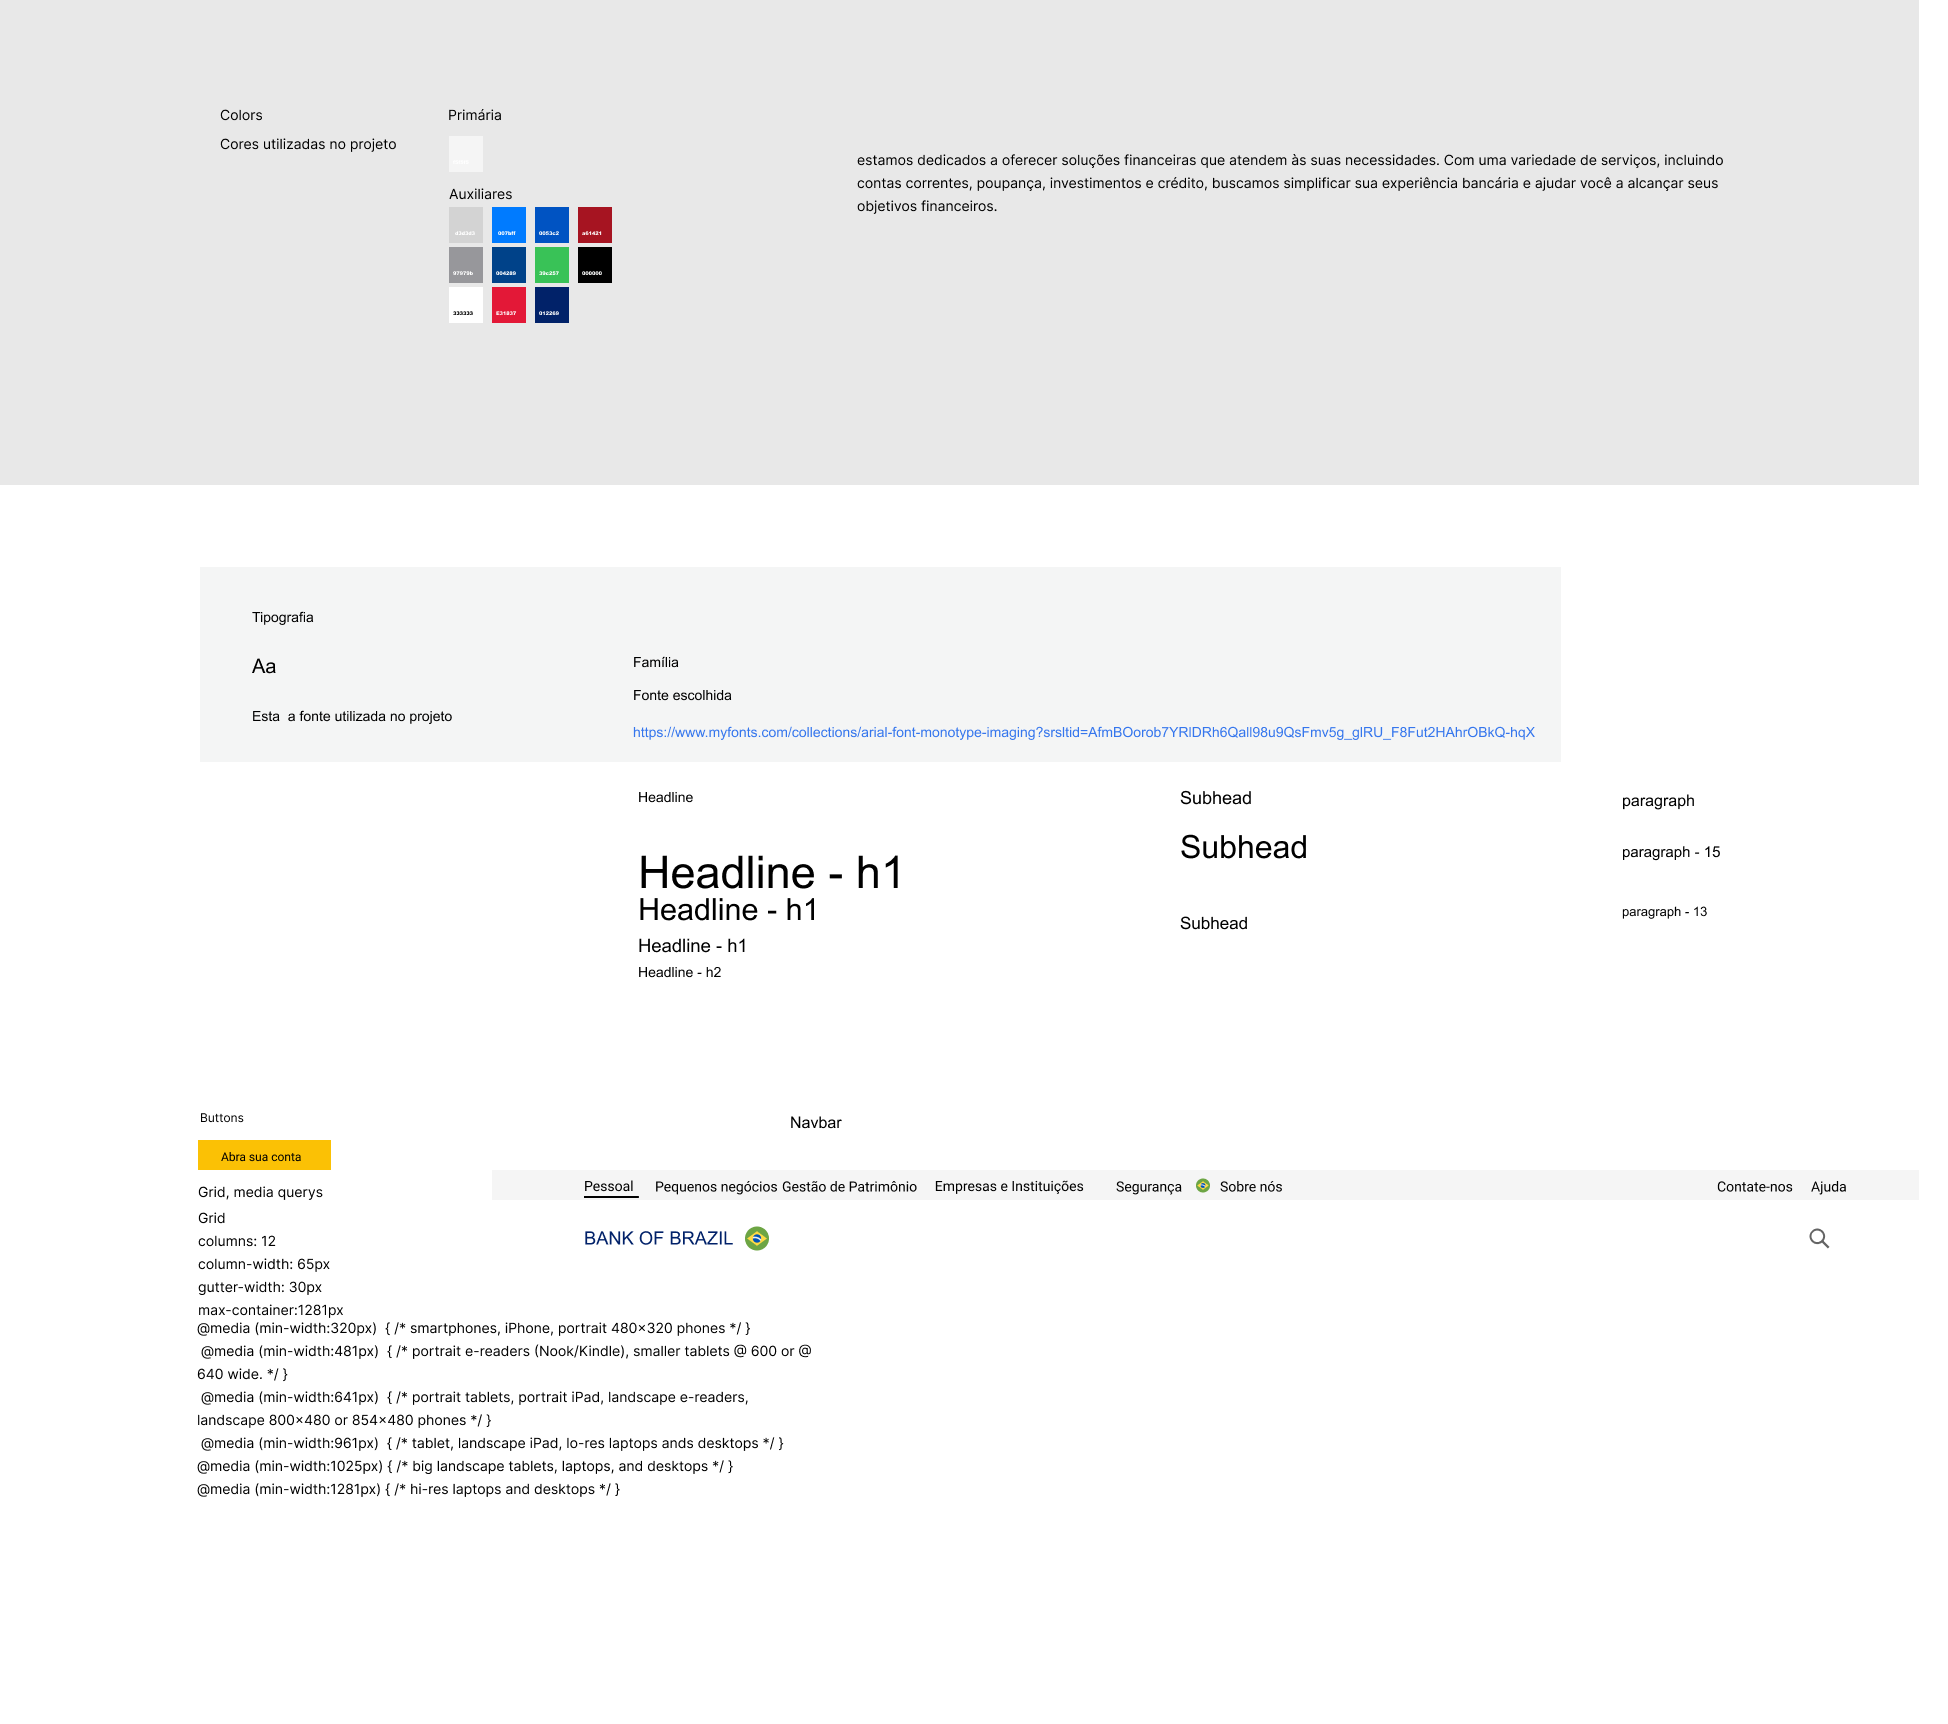 Colors
Cores utilizadas no projeto
Primária
Auxiliares
d3d3d3 007bff 0053c2 a61421
97979b 004289 39c257 000000
333333 E31837 012269
estamos dedicados a oferecer soluções financeiras que atendem às suas necessidades. Com uma variedade de serviços, incluindo
contas correntes, poupança, investimentos e crédito, buscamos simplificar sua experiência bancária e ajudar você a alcançar seus
objetivos financeiros.
Tipografia
Aa
Esta  a fonte utilizada no projeto
Família
Fonte escolhida
https://www.myfonts.com/collections/arial-font-monotype-imaging?srsltid=AfmBOorob7YRlDRh6Qall98u9QsFmv5g_glRU_F8Fut2HAhrOBkQ-hqX
Headline
Headline - h1
Headline - h1
Headline - h1
Headline - h2
Subhead
Subhead
Subhead
paragraph
paragraph - 15
paragraph - 13
Buttons
Abra sua conta
Navbar
Pessoal Pequenos negócios Gestão de Patrimônio Empresas e Instituições Segurança Sobre nós Contate-nos Ajuda
BANK OF BRAZIL
Grid, media querys
Grid
columns: 12
column-width: 65px
gutter-width: 30px
max-container:1281px
@media (min-width:320px)  { /* smartphones, iPhone, portrait 480x320 phones */ }
@media (min-width:481px)  { /* portrait e-readers (Nook/Kindle), smaller tablets @ 600 or @
640 wide. */ }
@media (min-width:641px)  { /* portrait tablets, portrait iPad, landscape e-readers,
landscape 800x480 or 854x480 phones */ }
@media (min-width:961px)  { /* tablet, landscape iPad, lo-res laptops ands desktops */ }
@media (min-width:1025px) { /* big landscape tablets, laptops, and desktops */ }
@media (min-width:1281px) { /* hi-res laptops and desktops */ }